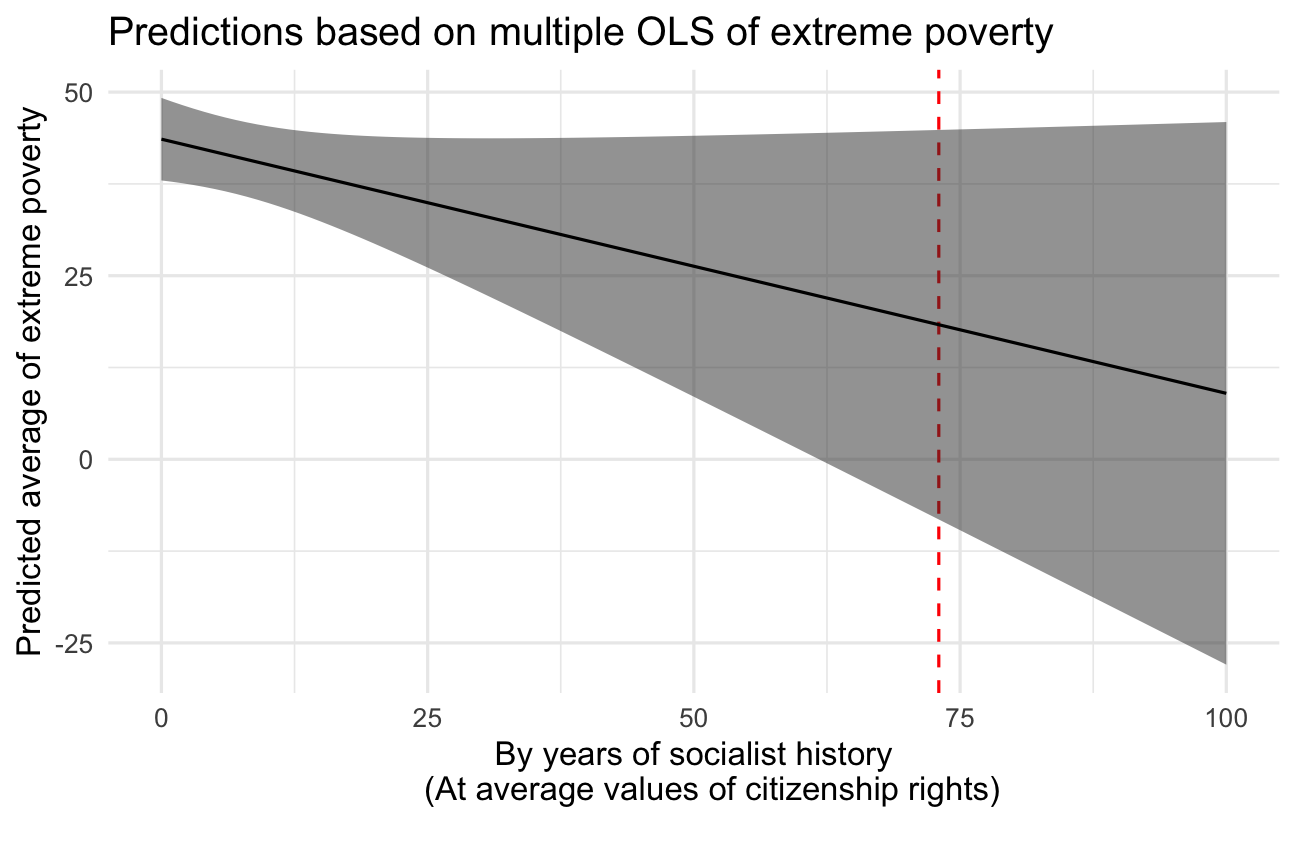 Predictions based on multiple OLS of extreme poverty
Predicted average of extreme poverty
50
25
0
-25
0 25 50 75 100
By years of socialist history
(At average values of citizenship rights)